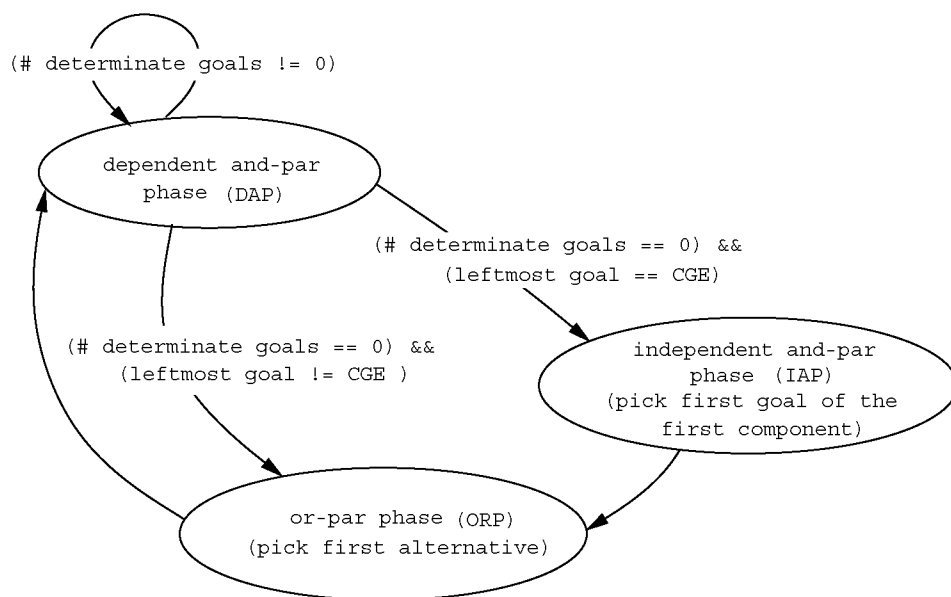 (# determinate goals != 0)
dependent and-par
phase (DAP)
(# determinate goals == 0) &&
(leftmost goal == CGE)
(# determinate goals == 0) &&
(leftmost goal != CGE )
independent and-par
phase (IAP)
(pick first goal of the
first component)
or-par phase (ORP)
(pick first alternative)